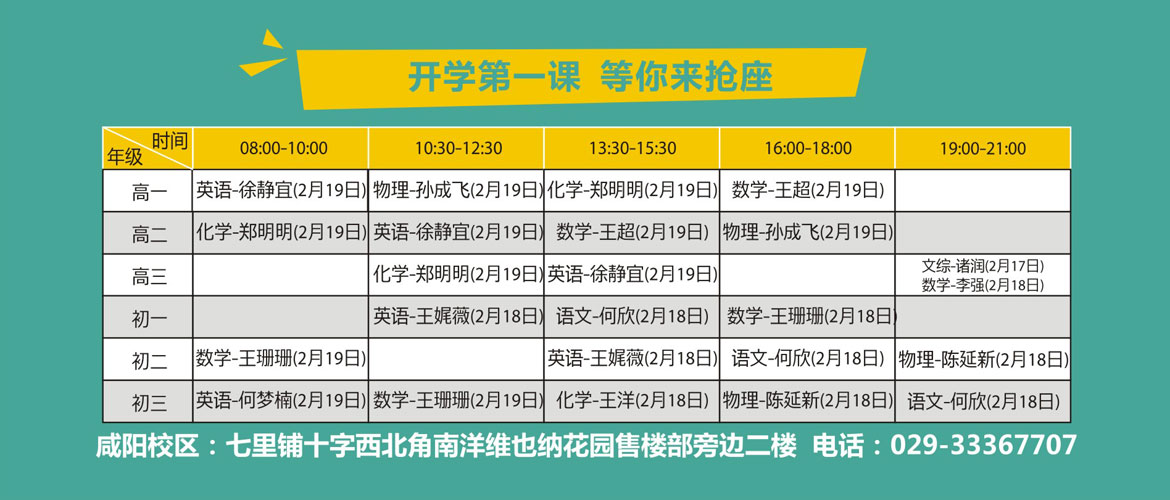 开学第一课 等你来抢座
时间 年级 08:00-10:00 10:30-12:30 13:30-15:30 16:00-18:00 19:00-21:00
高一 英语-徐静宜(2月19日) 物理-孙成飞(2月19日) 化学-郑明明(2月19日) 数学-王超(2月19日)
高二 化学-郑明明(2月19日) 英语-徐静宜(2月19日) 数学-王超(2月19日) 物理-孙成飞(2月19日)
高三 化学-郑明明(2月19日) 英语-徐静宜(2月19日) 文综-诸润(2月17日)
数学-李强(2月18日)
初一 英语-王娓薇(2月18日) 语文-何欣(2月18日) 数学-王珊珊(2月18日)
初二 数学-王珊珊(2月19日) 英语-王娓薇(2月18日) 语文-何欣(2月18日) 物理-陈延新(2月18日)
初三 英语-何梦楠(2月19日) 数学-王珊珊(2月19日) 化学-王洋(2月18日) 物理-陈延新(2月18日) 语文-何欣(2月18日)
咸阳校区：七里铺十字西北角南洋维也纳花园售楼部旁边二楼 电话：029-33367707